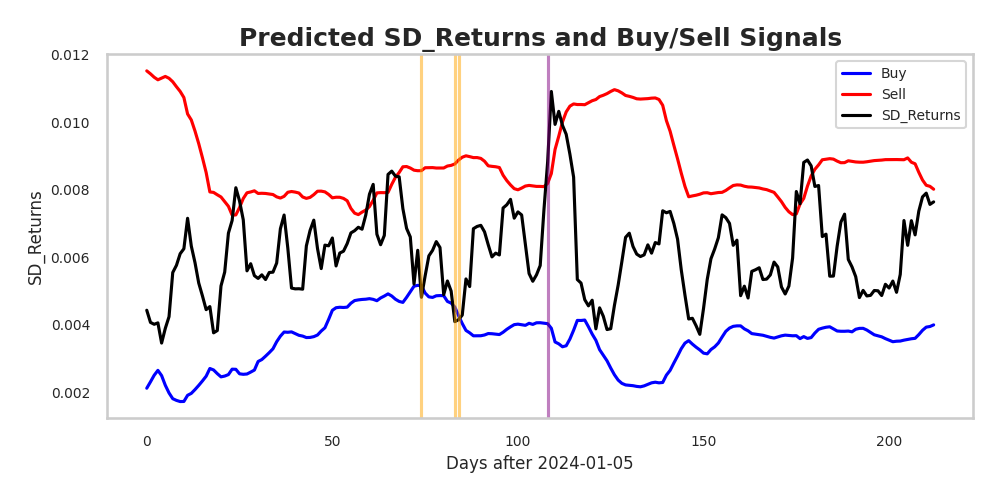 Predicted SD_Returns and Buy/Sell Signals
0.012
0.010
0.008
0.006
0.004
0.002
SD_Returns
Buy
Sell
SD_Returns
0
50
100
150
200
Days after 2024-01-05